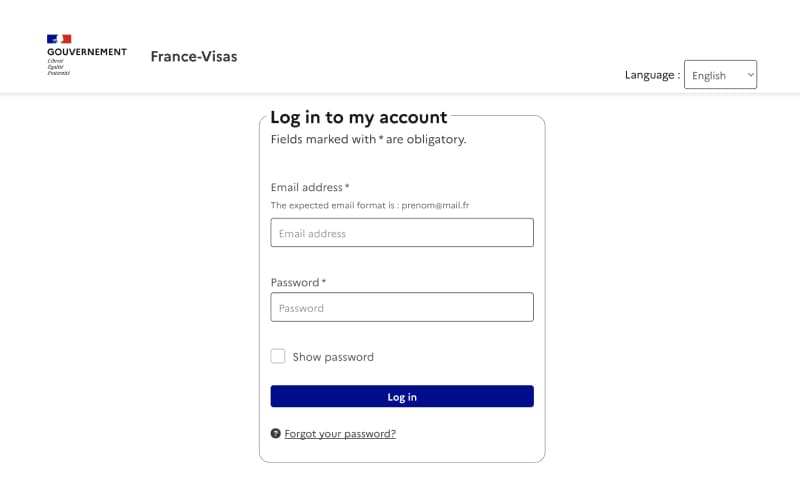 GOUVERNEMENT
Liberté
Égalité
Fraternité
France-Visas
Language :
English
Log in to my account
Fields marked with * are obligatory.
Email address *
The expected email format is : prenom@mail.fr
Email address
Password *
Password
Show password
Log in
Forgot your password?